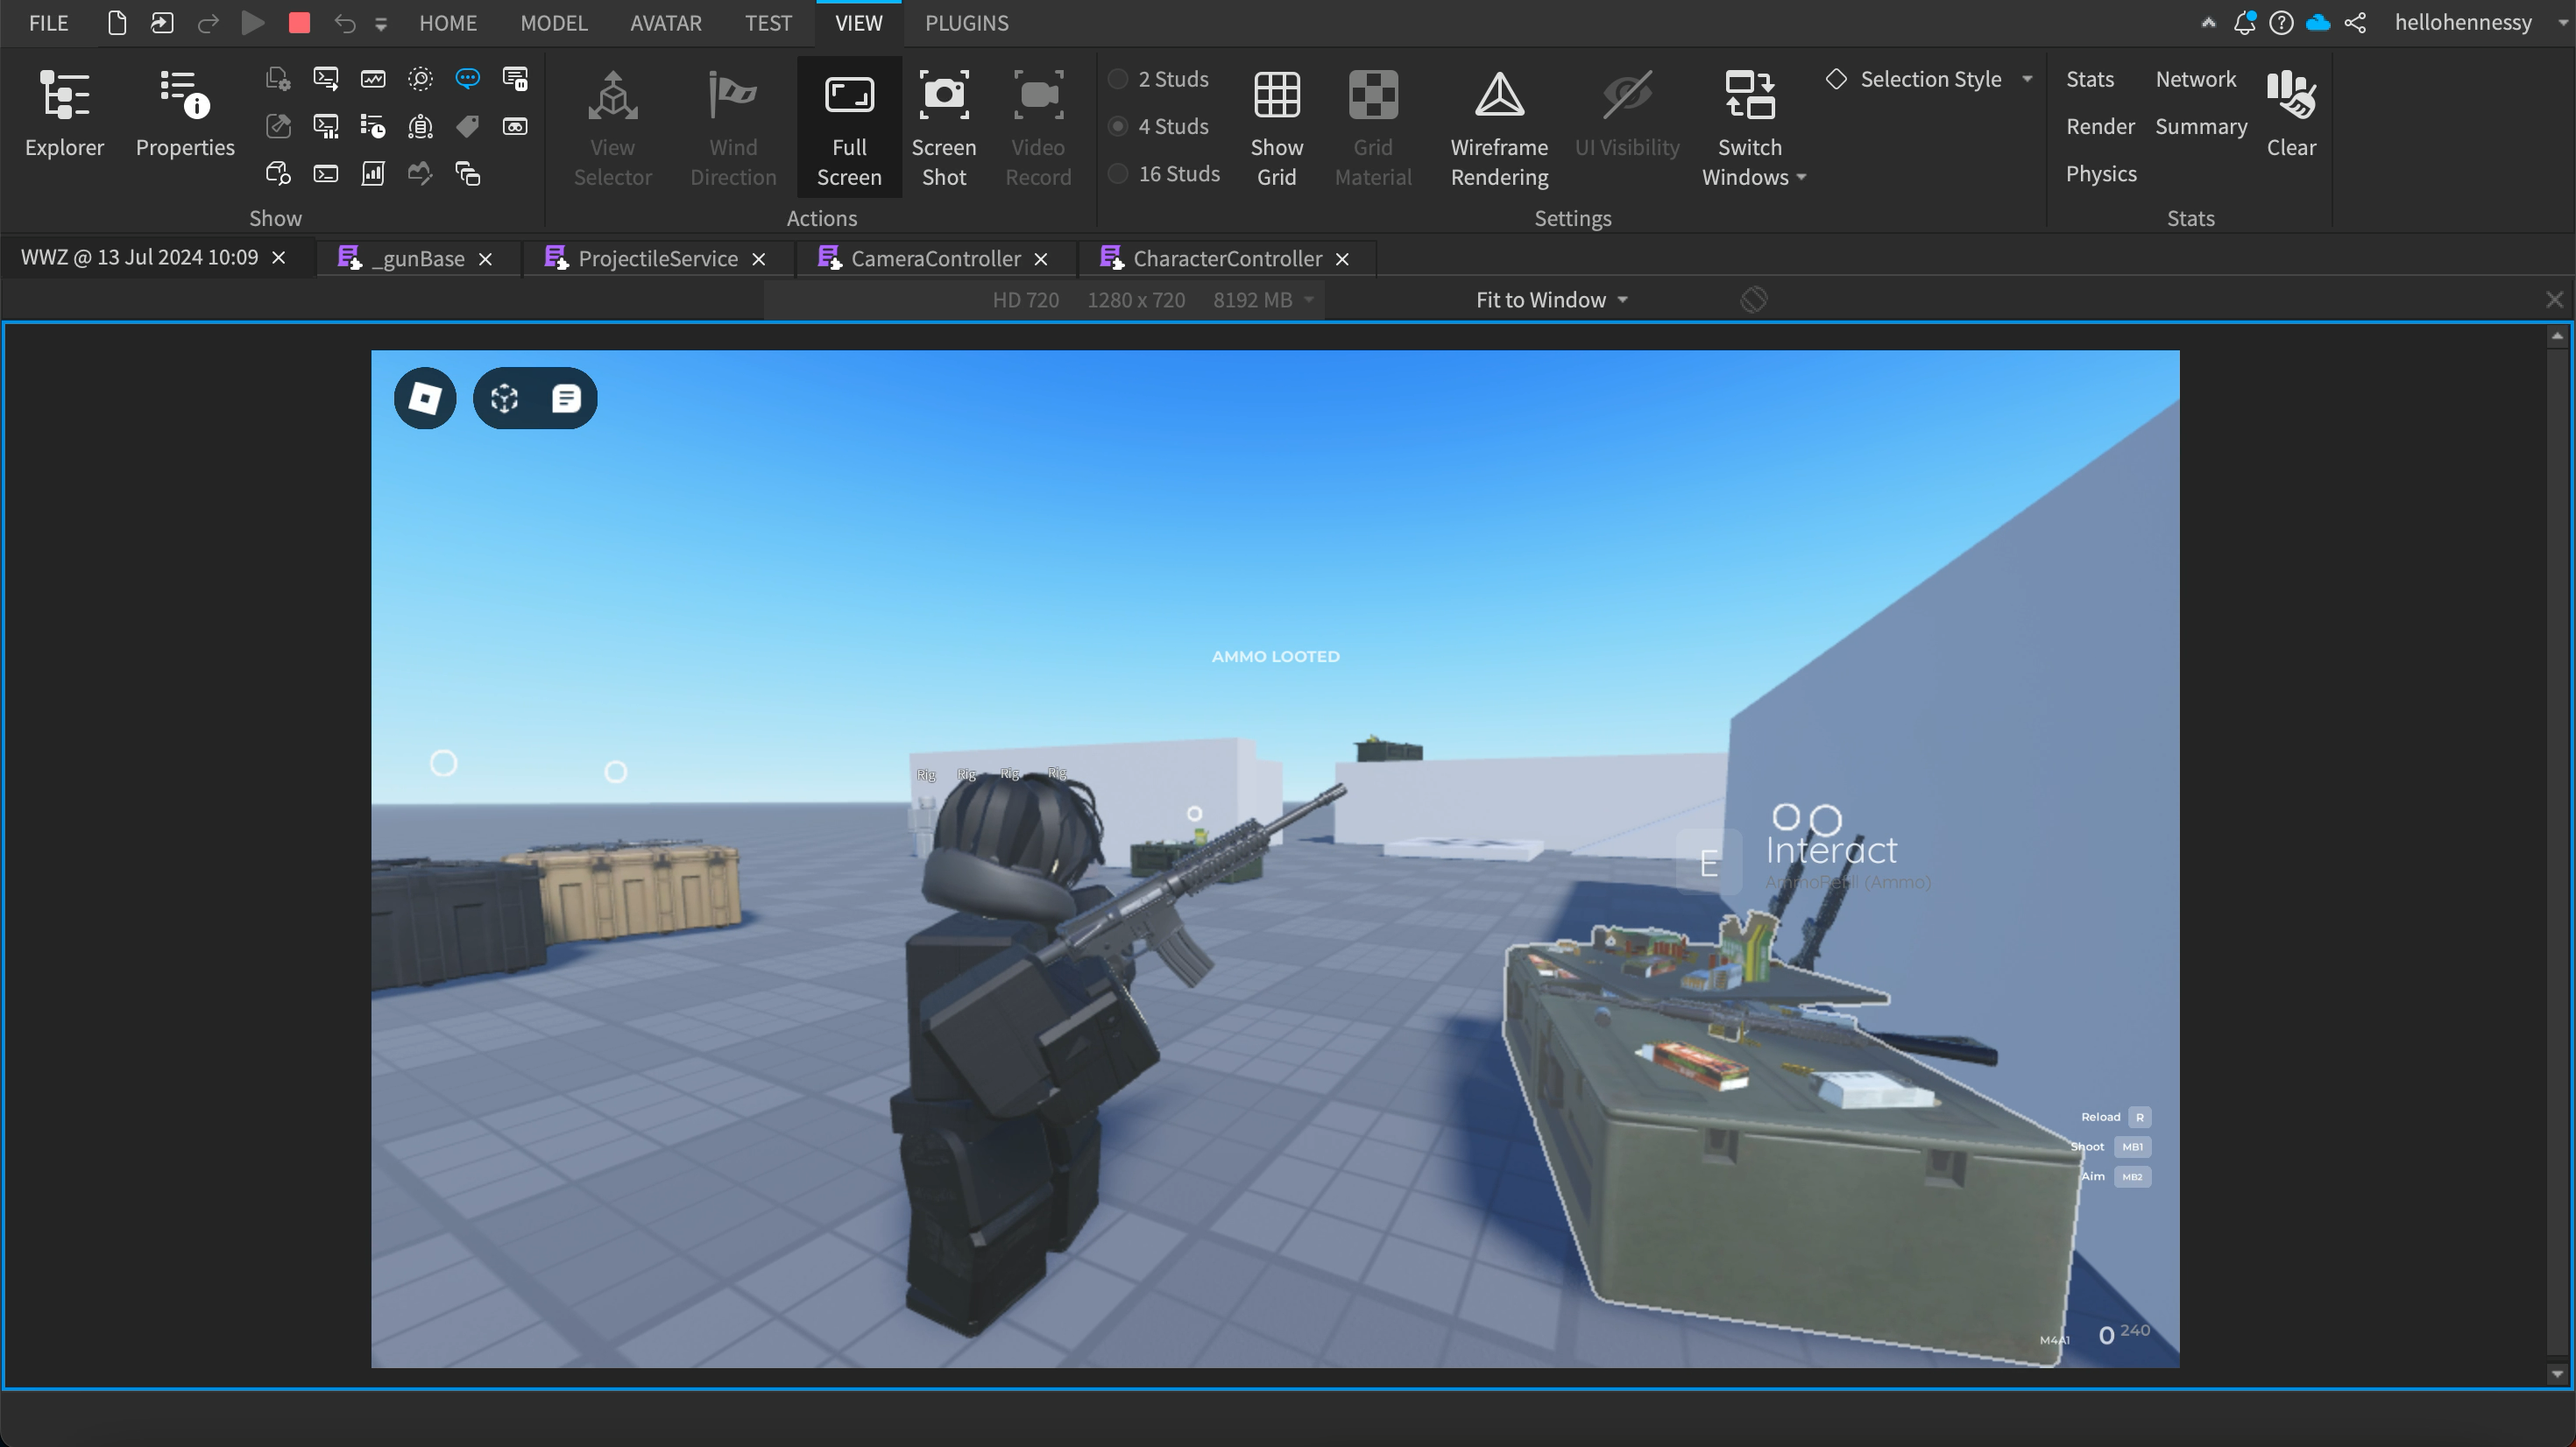 FILE HOME MODEL AVATAR TEST VIEW PLUGINS hellohennessy
Explorer
Properties
View Selector
Wind Direction
Full Screen
Screen Shot
Video Record
2 Studs
4 Studs
16 Studs
Show Grid
Grid Material
Wireframe Rendering
UI Visibility
Switch Windows
Selection Style
Stats Network
Render Summary
Physics
Clear
Show Actions Settings Stats
WWZ @ 13 Jul 2024 10:09 _gunBase ProjectileService CameraController CharacterController
HD 720 1280 x 720 8192 MB Fit to Window
AMMO LOOTED
Rig Rig Rig Rig
E Interact
AmmoRefill (Ammo)
Reload R
Shoot MB1
Aim MB2
M4A1 0 240